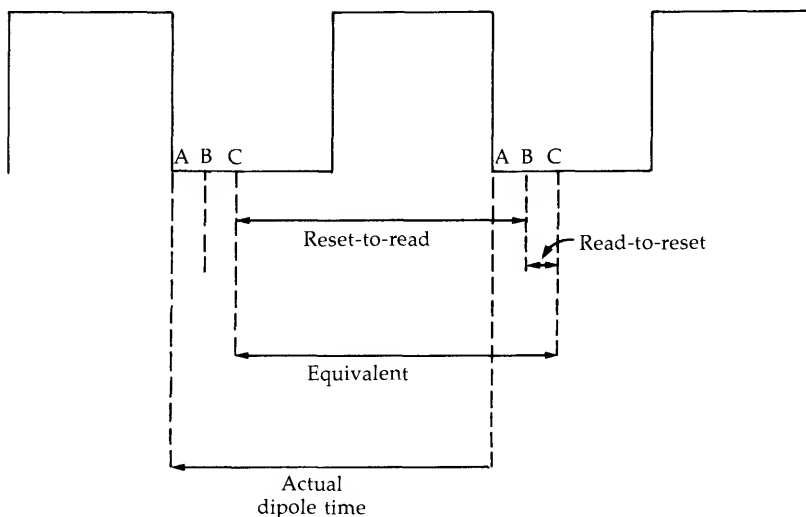 A B C
A B C
Reset-to-read
Read-to-reset
Equivalent
Actual
dipole time